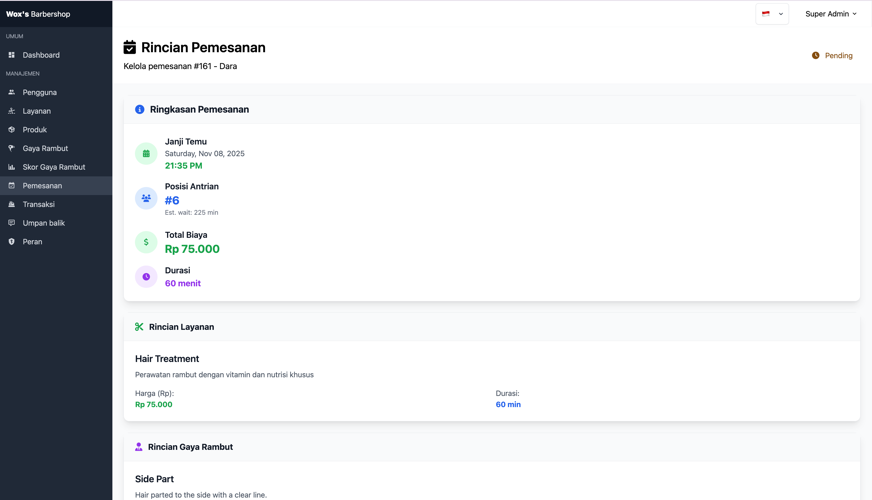 Wox's Barbershop
Super Admin
UMUM
Dashboard
MANAJEMEN
Pengguna
Layanan
Produk
Gaya Rambut
Skor Gaya Rambut
Pemesanan
Transaksi
Umpan balik
Peran
Rincian Pemesanan
Kelola pemesanan #161 - Dara
Pending
Ringkasan Pemesanan
Janji Temu
Saturday, Nov 08, 2025
21:35 PM
Posisi Antrian
#6
Est. wait: 225 min
Total Biaya
Rp 75.000
Durasi
60 menit
Rincian Layanan
Hair Treatment
Perawatan rambut dengan vitamin dan nutrisi khusus
Harga (Rp): Durasi:
Rp 75.000 60 min
Rincian Gaya Rambut
Side Part
Hair parted to the side with a clear line.